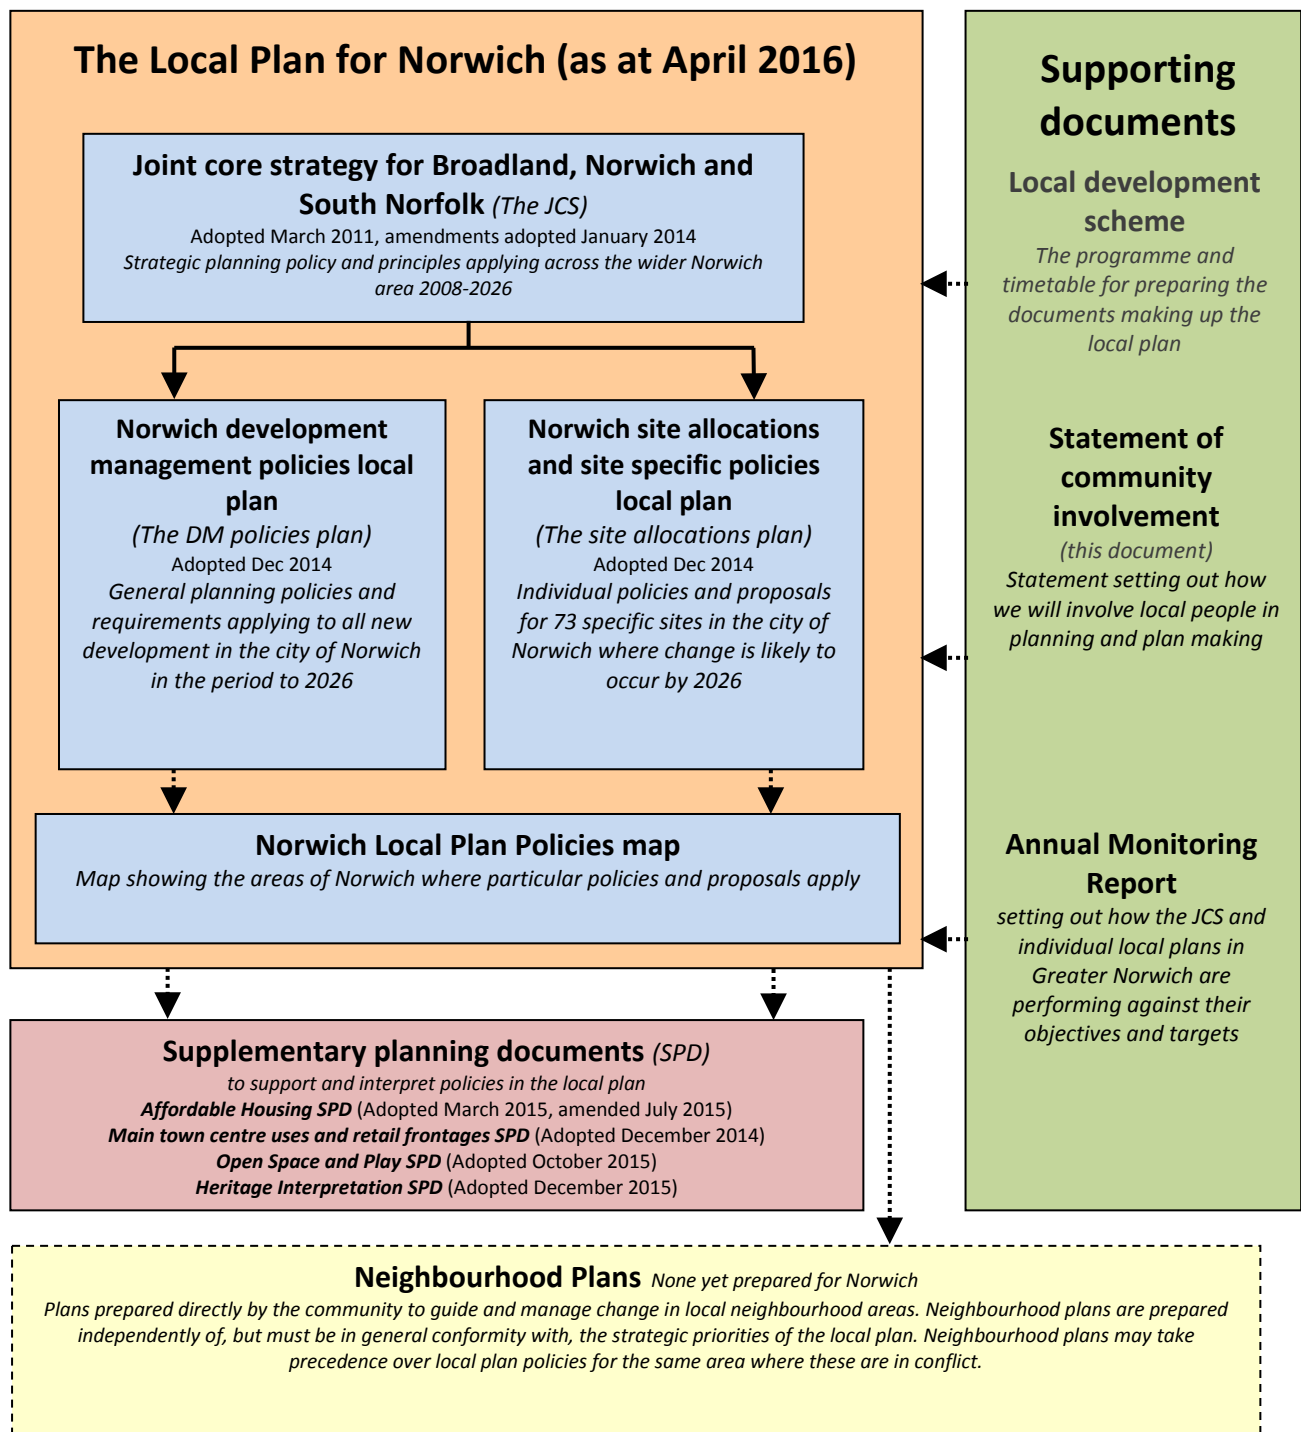 The Local Plan for Norwich (as at April 2016)
Joint core strategy for Broadland, Norwich and
South Norfolk (The JCS)
Adopted March 2011, amendments adopted January 2014
Strategic planning policy and principles applying across the wider Norwich
area 2008-2026
Norwich development
management policies local
plan
(The DM policies plan)
Adopted Dec 2014
General planning policies and
requirements applying to all new
development in the city of Norwich
in the period to 2026
Norwich site allocations
and site specific policies
local plan
(The site allocations plan)
Adopted Dec 2014
Individual policies and proposals
for 73 specific sites in the city of
Norwich where change is likely to
occur by 2026
Norwich Local Plan Policies map
Map showing the areas of Norwich where particular policies and proposals apply
Supporting
documents
Local development
scheme
The programme and
timetable for preparing the
documents making up the
local plan
Statement of
community
involvement
(this document)
Statement setting out how
we will involve local people in
planning and plan making
Annual Monitoring
Report
setting out how the JCS and
individual local plans in
Greater Norwich are
performing against their
objectives and targets
Supplementary planning documents (SPD)
to support and interpret policies in the local plan
Affordable Housing SPD (Adopted March 2015, amended July 2015)
Main town centre uses and retail frontages SPD (Adopted December 2014)
Open Space and Play SPD (Adopted October 2015)
Heritage Interpretation SPD (Adopted December 2015)
Neighbourhood Plans None yet prepared for Norwich
Plans prepared directly by the community to guide and manage change in local neighbourhood areas. Neighbourhood plans are prepared
independently of, but must be in general conformity with, the strategic priorities of the local plan. Neighbourhood plans may take
precedence over local plan policies for the same area where these are in conflict.